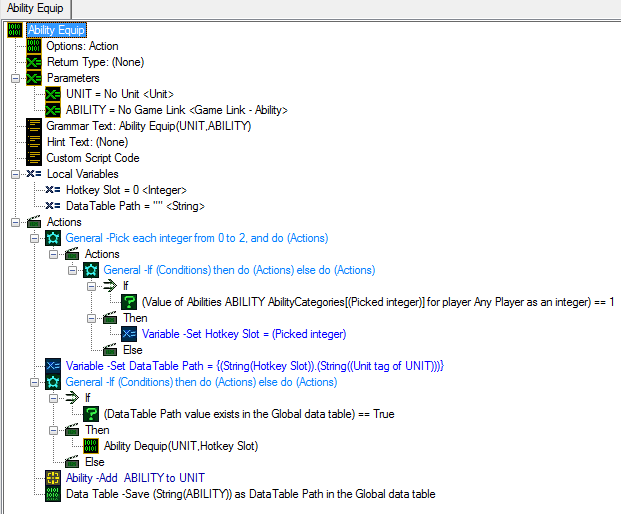 Ability Equip
Ability Equip
Options: Action
Return Type: (None)
Parameters
UNIT = No Unit <Unit>
ABILITY = No Game Link <Game Link - Ability>
Grammar Text: Ability Equip(UNIT,ABILITY)
Hint Text: (None)
Custom Script Code
Local Variables
Hotkey Slot = 0 <Integer>
DataTable Path = "" <String>
Actions
General -Pick each integer from 0 to 2, and do (Actions)
Actions
General -If (Conditions) then do (Actions) else do (Actions)
If
(Value of Abilities ABILITY AbilityCategories[(Picked integer)] for player Any Player as an integer) == 1
Then
Variable -Set Hotkey Slot = (Picked integer)
Else
Variable -Set DataTable Path = {(String(Hotkey Slot)).(String((Unit tag of UNIT)))}
General -If (Conditions) then do (Actions) else do (Actions)
If
(DataTable Path value exists in the Global data table) == True
Then
Ability Dequip(UNIT,Hotkey Slot)
Else
Ability -Add  ABILITY to UNIT
Data Table -Save (String(ABILITY)) as DataTable Path in the Global data table